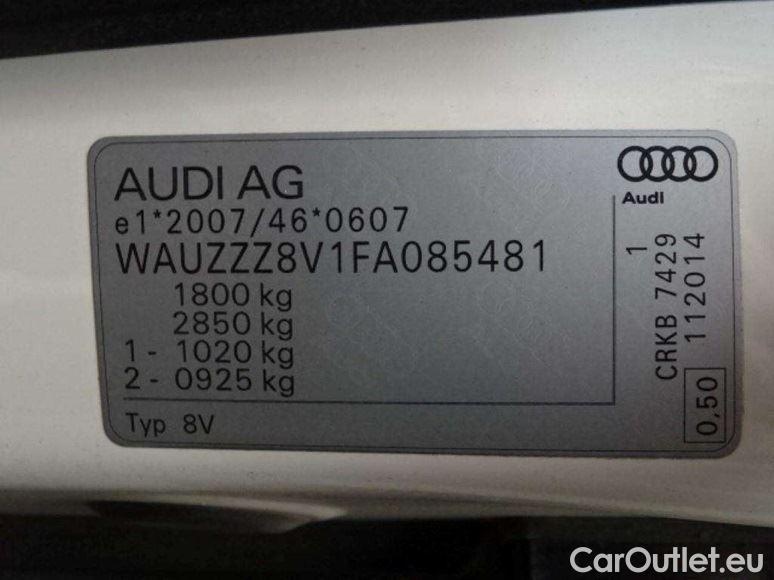 AUDI AG
e1*2007/46*0607
WAUZZZ8V1FA085481
1800 kg
2850 kg
1 - 1020 kg
2 - 0925 kg
Typ 8V
Audi
CRKB 7429 1
112014
0,50
CarOutlet.eu